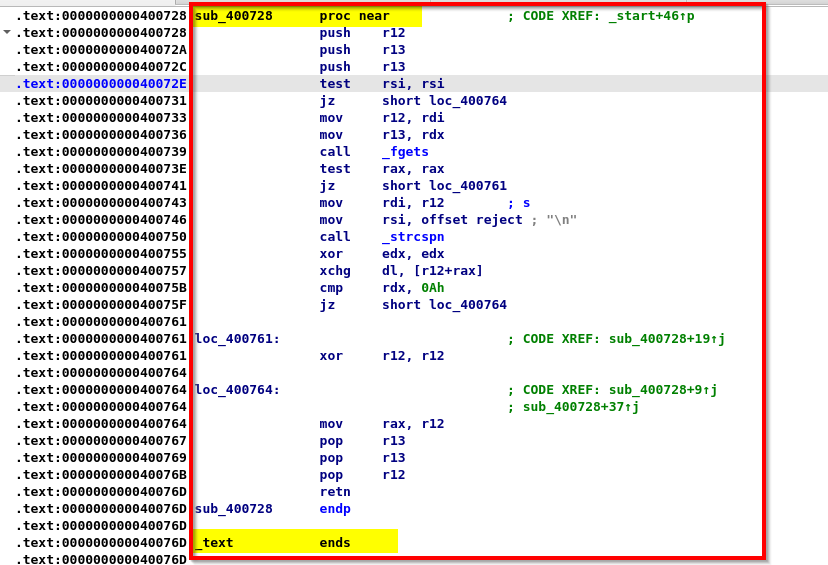 .text:0000000000400728 sub_400728      proc near               ; CODE XREF: _start+46↑p
.text:0000000000400728                 push    r12
.text:000000000040072A                 push    r13
.text:000000000040072C                 push    r13
.text:000000000040072E                 test    rsi, rsi
.text:0000000000400731                 jz      short loc_400764
.text:0000000000400733                 mov     r12, rdi
.text:0000000000400736                 mov     r13, rdx
.text:0000000000400739                 call    _fgets
.text:000000000040073E                 test    rax, rax
.text:0000000000400741                 jz      short loc_400761
.text:0000000000400743                 mov     rdi, r12        ; s
.text:0000000000400746                 mov     rsi, offset reject ; "\n"
.text:0000000000400750                 call    _strcspn
.text:0000000000400755                 xor     edx, edx
.text:0000000000400757                 xchg    dl, [r12+rax]
.text:000000000040075B                 cmp     rdx, 0Ah
.text:000000000040075F                 jz      short loc_400764
.text:0000000000400761
.text:0000000000400761 loc_400761:                             ; CODE XREF: sub_400728+19↑j
.text:0000000000400761                 xor     r12, r12
.text:0000000000400764
.text:0000000000400764 loc_400764:                             ; CODE XREF: sub_400728+9↑j
.text:0000000000400764                                         ; sub_400728+37↑j
.text:0000000000400764                 mov     rax, r12
.text:0000000000400767                 pop     r13
.text:0000000000400769                 pop     r13
.text:000000000040076B                 pop     r12
.text:000000000040076D                 retn
.text:000000000040076D sub_400728      endp
.text:000000000040076D
.text:000000000040076D _text           ends
.text:000000000040076D